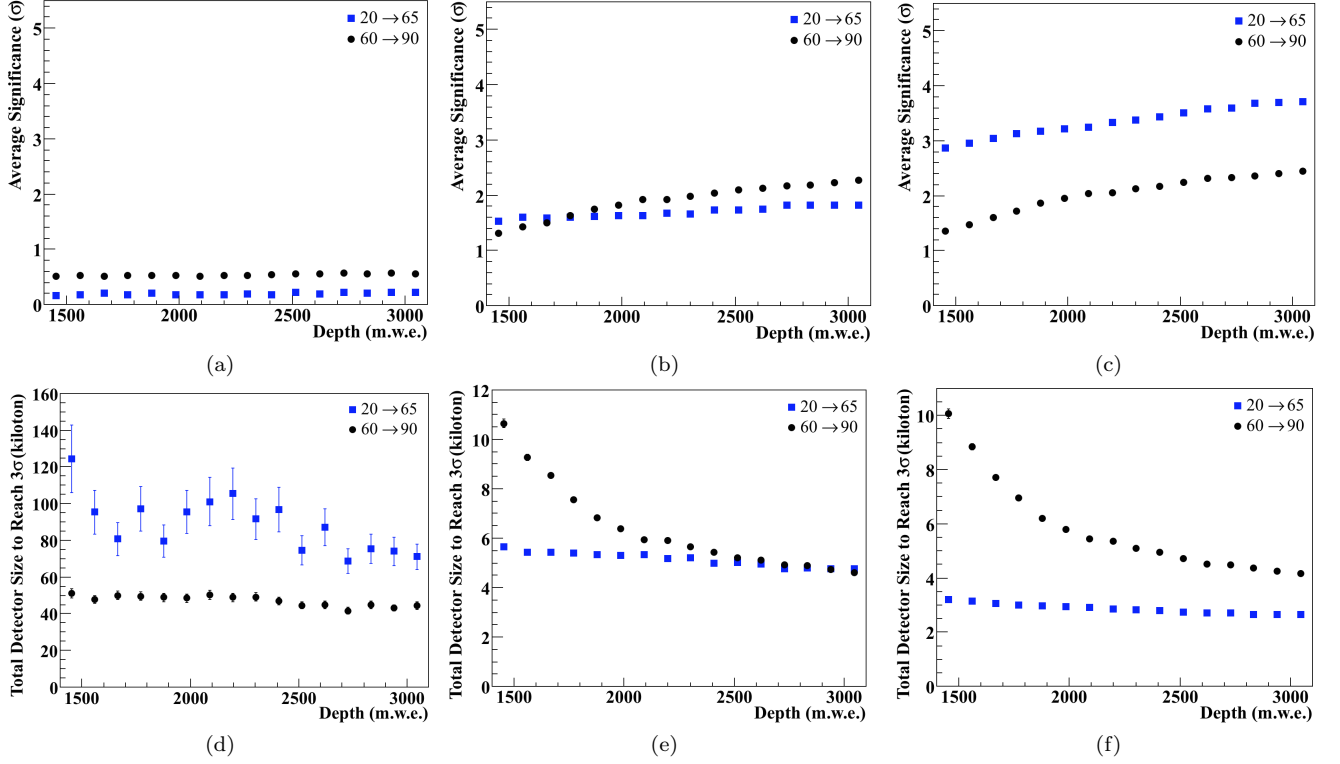 Average Significance (σ)
5
4
3
2
1
0
20→65
60→90
1500 2000 2500 3000
Depth (m.w.e.)
(a)
Average Significance (σ)
5
4
3
2
1
0
20→65
60→90
1500 2000 2500 3000
Depth (m.w.e.)
(b)
Average Significance (σ)
5
4
3
2
1
0
20→65
60→90
1500 2000 2500 3000
Depth (m.w.e.)
(c)
Total Detector Size to Reach 3σ (kiloton)
160
140
120
100
80
60
40
20
0
20→65
60→90
1500 2000 2500 3000
Depth (m.w.e.)
(d)
Total Detector Size to Reach 3σ (kiloton)
12
10
8
6
4
2
0
20→65
60→90
1500 2000 2500 3000
Depth (m.w.e.)
(e)
Total Detector Size to Reach 3σ (kiloton)
10
8
6
4
2
0
20→65
60→90
1500 2000 2500 3000
Depth (m.w.e.)
(f)